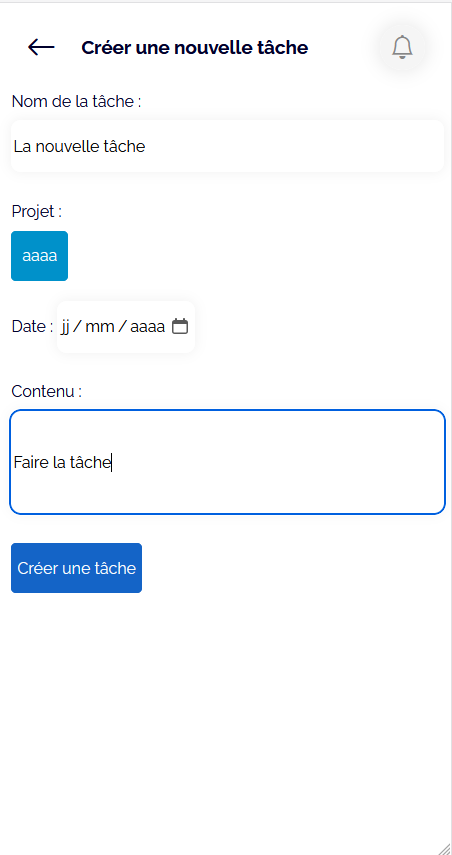 Créer une nouvelle tâche
Nom de la tâche :
La nouvelle tâche
Projet :
aaaa
Date : jj / mm / aaaa
Contenu :
Faire la tâche
Créer une tâche